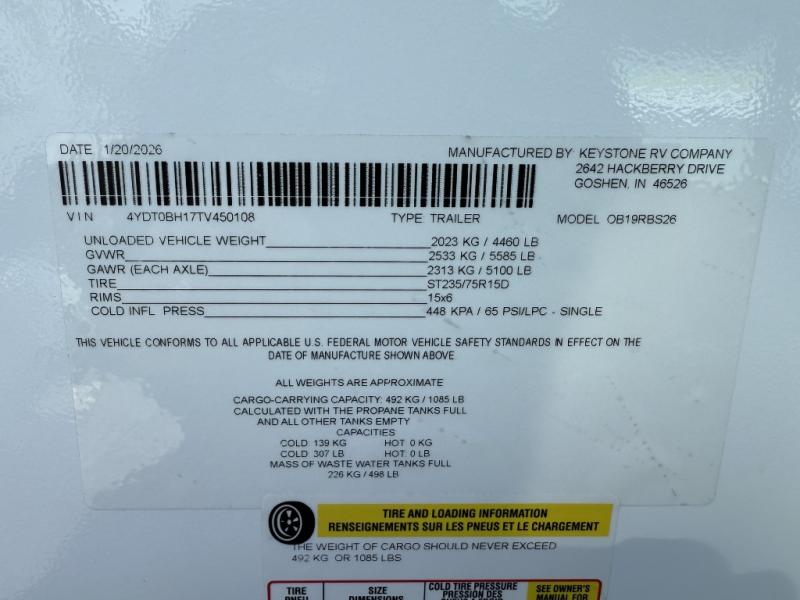 DATE 1/20/2026 MANUFACTURED BY KEYSTONE RV COMPANY
2642 HACKBERRY DRIVE
GOSHEN, IN 46526
VIN 4YDT0BH17TV450108 TYPE TRAILER MODEL OB19RBS26
UNLOADED VEHICLE WEIGHT 2023 KG / 4460 LB
GVWR 2533 KG / 5585 LB
GAWR (EACH AXLE) 2313 KG / 5100 LB
TIRE ST235/75R15D
RIMS 15x6
COLD INFL PRESS 448 KPA / 65 PSI/LPC - SINGLE
THIS VEHICLE CONFORMS TO ALL APPLICABLE U.S. FEDERAL MOTOR VEHICLE SAFETY STANDARDS IN EFFECT ON THE
DATE OF MANUFACTURE SHOWN ABOVE
ALL WEIGHTS ARE APPROXIMATE
CARGO-CARRYING CAPACITY: 492 KG / 1085 LB
CALCULATED WITH THE PROPANE TANKS FULL
AND ALL OTHER TANKS EMPTY
CAPACITIES
COLD: 139 KG HOT: 0 KG
COLD: 307 LB HOT: 0 LB
MASS OF WASTE WATER TANKS FULL
226 KG / 498 LB
TIRE AND LOADING INFORMATION
RENSEIGNEMENTS SUR LES PNEUS ET LE CHARGEMENT
THE WEIGHT OF CARGO SHOULD NEVER EXCEED
492 KG OR 1085 LBS
TIRE SIZE COLD TIRE PRESSURE SEE OWNER'S
PNEU DIMENSIONS PRESSION DES MANUAL FOR